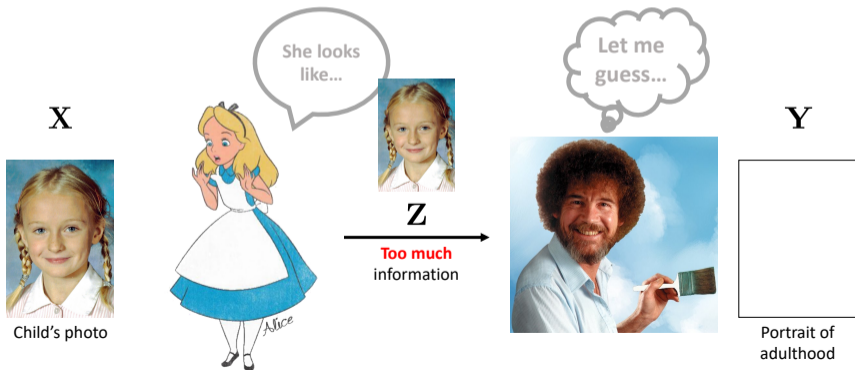 She looks
like…
Let me
guess…
X
Z
Y
Too much
information
Alice
Child's photo
Portrait of
adulthood